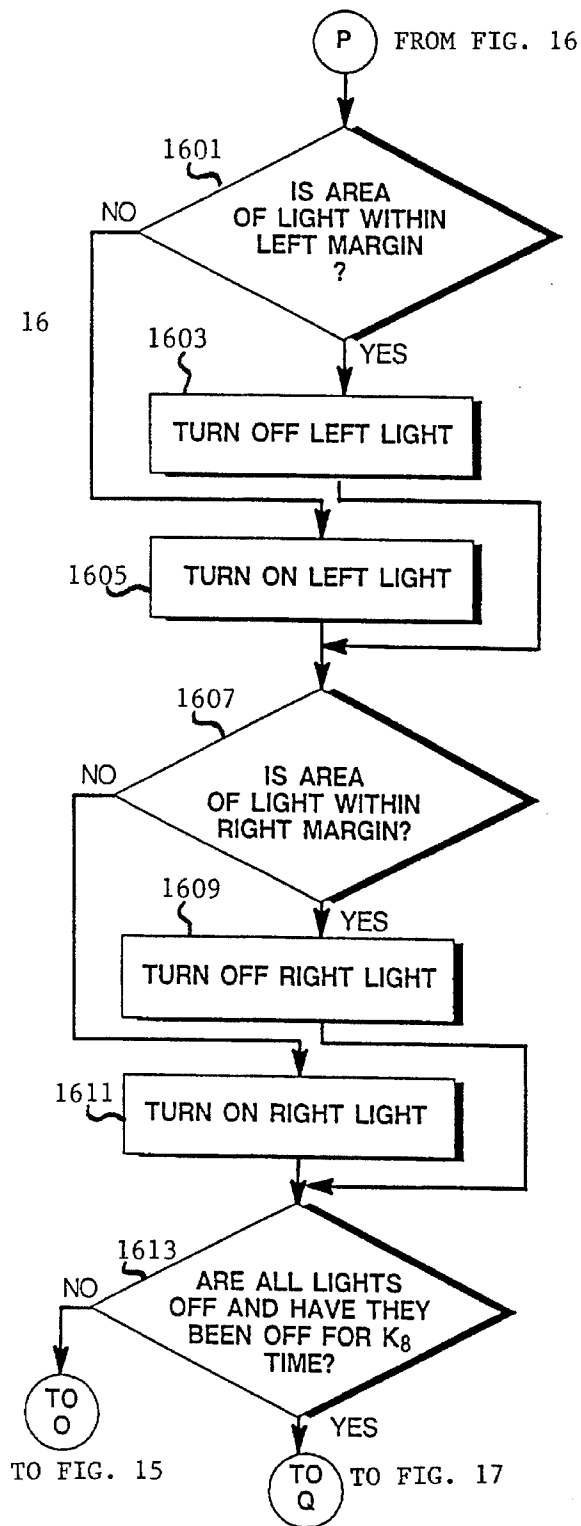 P FROM FIG. 16
1601
IS AREA
OF LIGHT WITHIN
LEFT MARGIN
?
NO
16
1603
YES
TURN OFF LEFT LIGHT
1605
TURN ON LEFT LIGHT
1607
NO
IS AREA
OF LIGHT WITHIN
RIGHT MARGIN?
1609
YES
TURN OFF RIGHT LIGHT
1611
TURN ON RIGHT LIGHT
1613
NO
ARE ALL LIGHTS
OFF AND HAVE THEY
BEEN OFF FOR K₈
TIME?
TO
O
YES
TO FIG. 15
TO
Q
TO FIG. 17